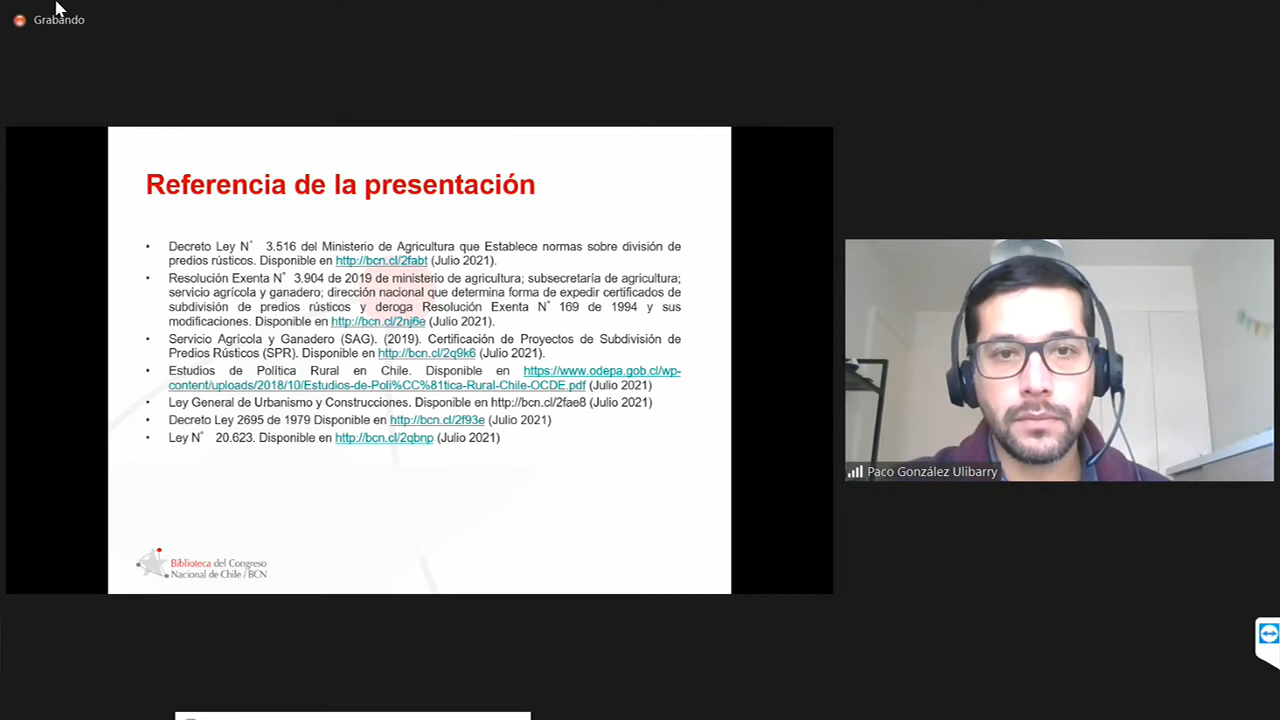 Grabando
Referencia de la presentación
• Decreto Ley N° 3.516 del Ministerio de Agricultura que Establece normas sobre división de
predios rústicos. Disponible en http://bcn.cl/2fabt (Julio 2021).
• Resolución Exenta N° 3.904 de 2019 de ministerio de agricultura; subsecretaría de agricultura;
servicio agrícola y ganadero; dirección nacional que determina forma de expedir certificados de
subdivisión de predios rústicos y deroga Resolución Exenta N° 169 de 1994 y sus
modificaciones. Disponible en http://bcn.cl/2nj6e (Julio 2021).
• Servicio Agrícola y Ganadero (SAG). (2019). Certificación de Proyectos de Subdivisión de
Predios Rústicos (SPR). Disponible en http://bcn.cl/2q9k6 (Julio 2021).
• Estudios de Política Rural en Chile. Disponible en https://www.odepa.gob.cl/wp-
content/uploads/2018/10/Estudios-de-Poli%CC%81tica-Rural-Chile-OCDE.pdf (Julio 2021)
• Ley General de Urbanismo y Construcciones. Disponible en http://bcn.cl/2fae8 (Julio 2021)
• Decreto Ley 2695 de 1979 Disponible en http://bcn.cl/2f93e (Julio 2021)
• Ley N° 20.623. Disponible en http://bcn.cl/2qbnp (Julio 2021)
Biblioteca del Congreso
Nacional de Chile / BCN
Paco González Ulibarry